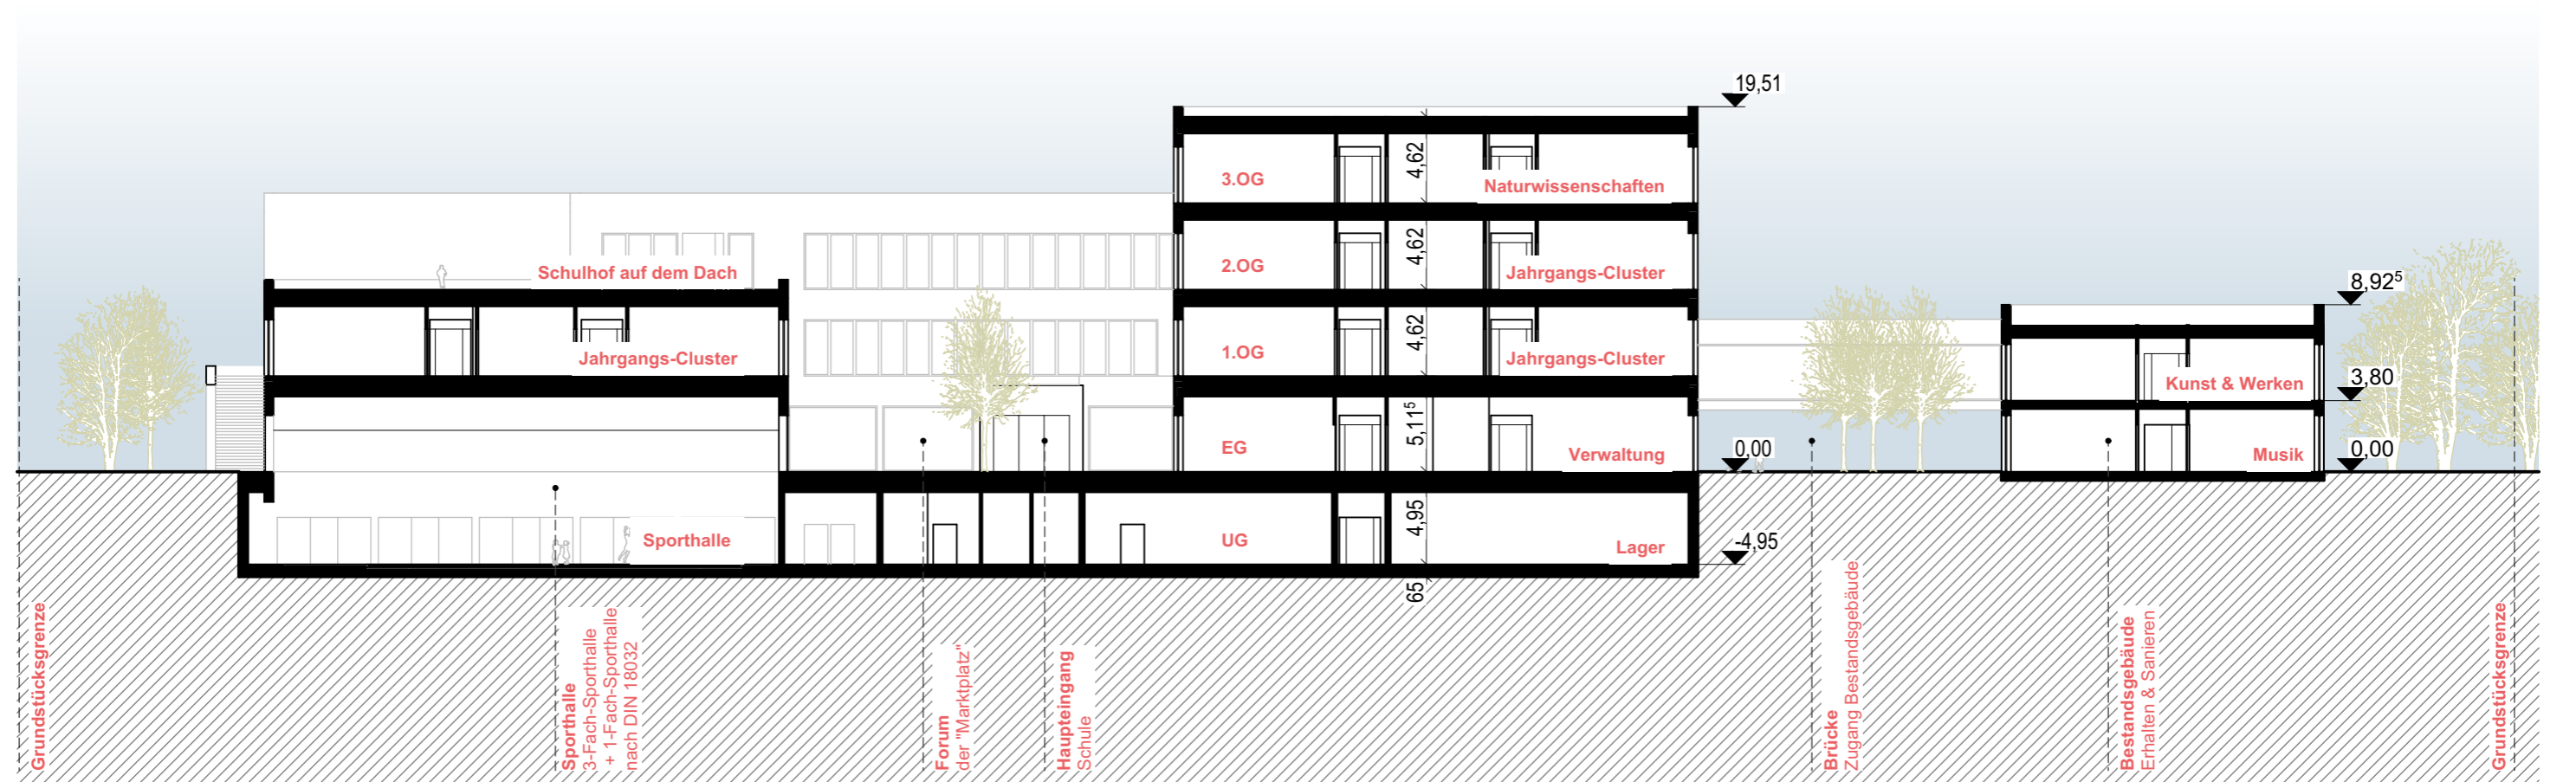 19,51
4,62
3.OG
Naturwissenschaften
4,62
2.OG
Jahrgangs-Cluster
Schulhof auf dem Dach
8,92⁵
4,62
1.OG
Jahrgangs-Cluster
Jahrgangs-Cluster
Kunst & Werken
3,80
5,11⁵
EG
Verwaltung
0,00
Musik
0,00
4,95
Sporthalle
UG
Lager
-4,95
65
Grundstücksgrenze
Sporthalle
3-Fach-Sporthalle
+ 1-Fach-Sporthalle
nach DIN 18032
Forum
der "Marktplatz"
Haupteingang
Schule
Brücke
Zugang Bestandsgebäude
Bestandsgebäude
Erhalten & Sanieren
Grundstücksgrenze